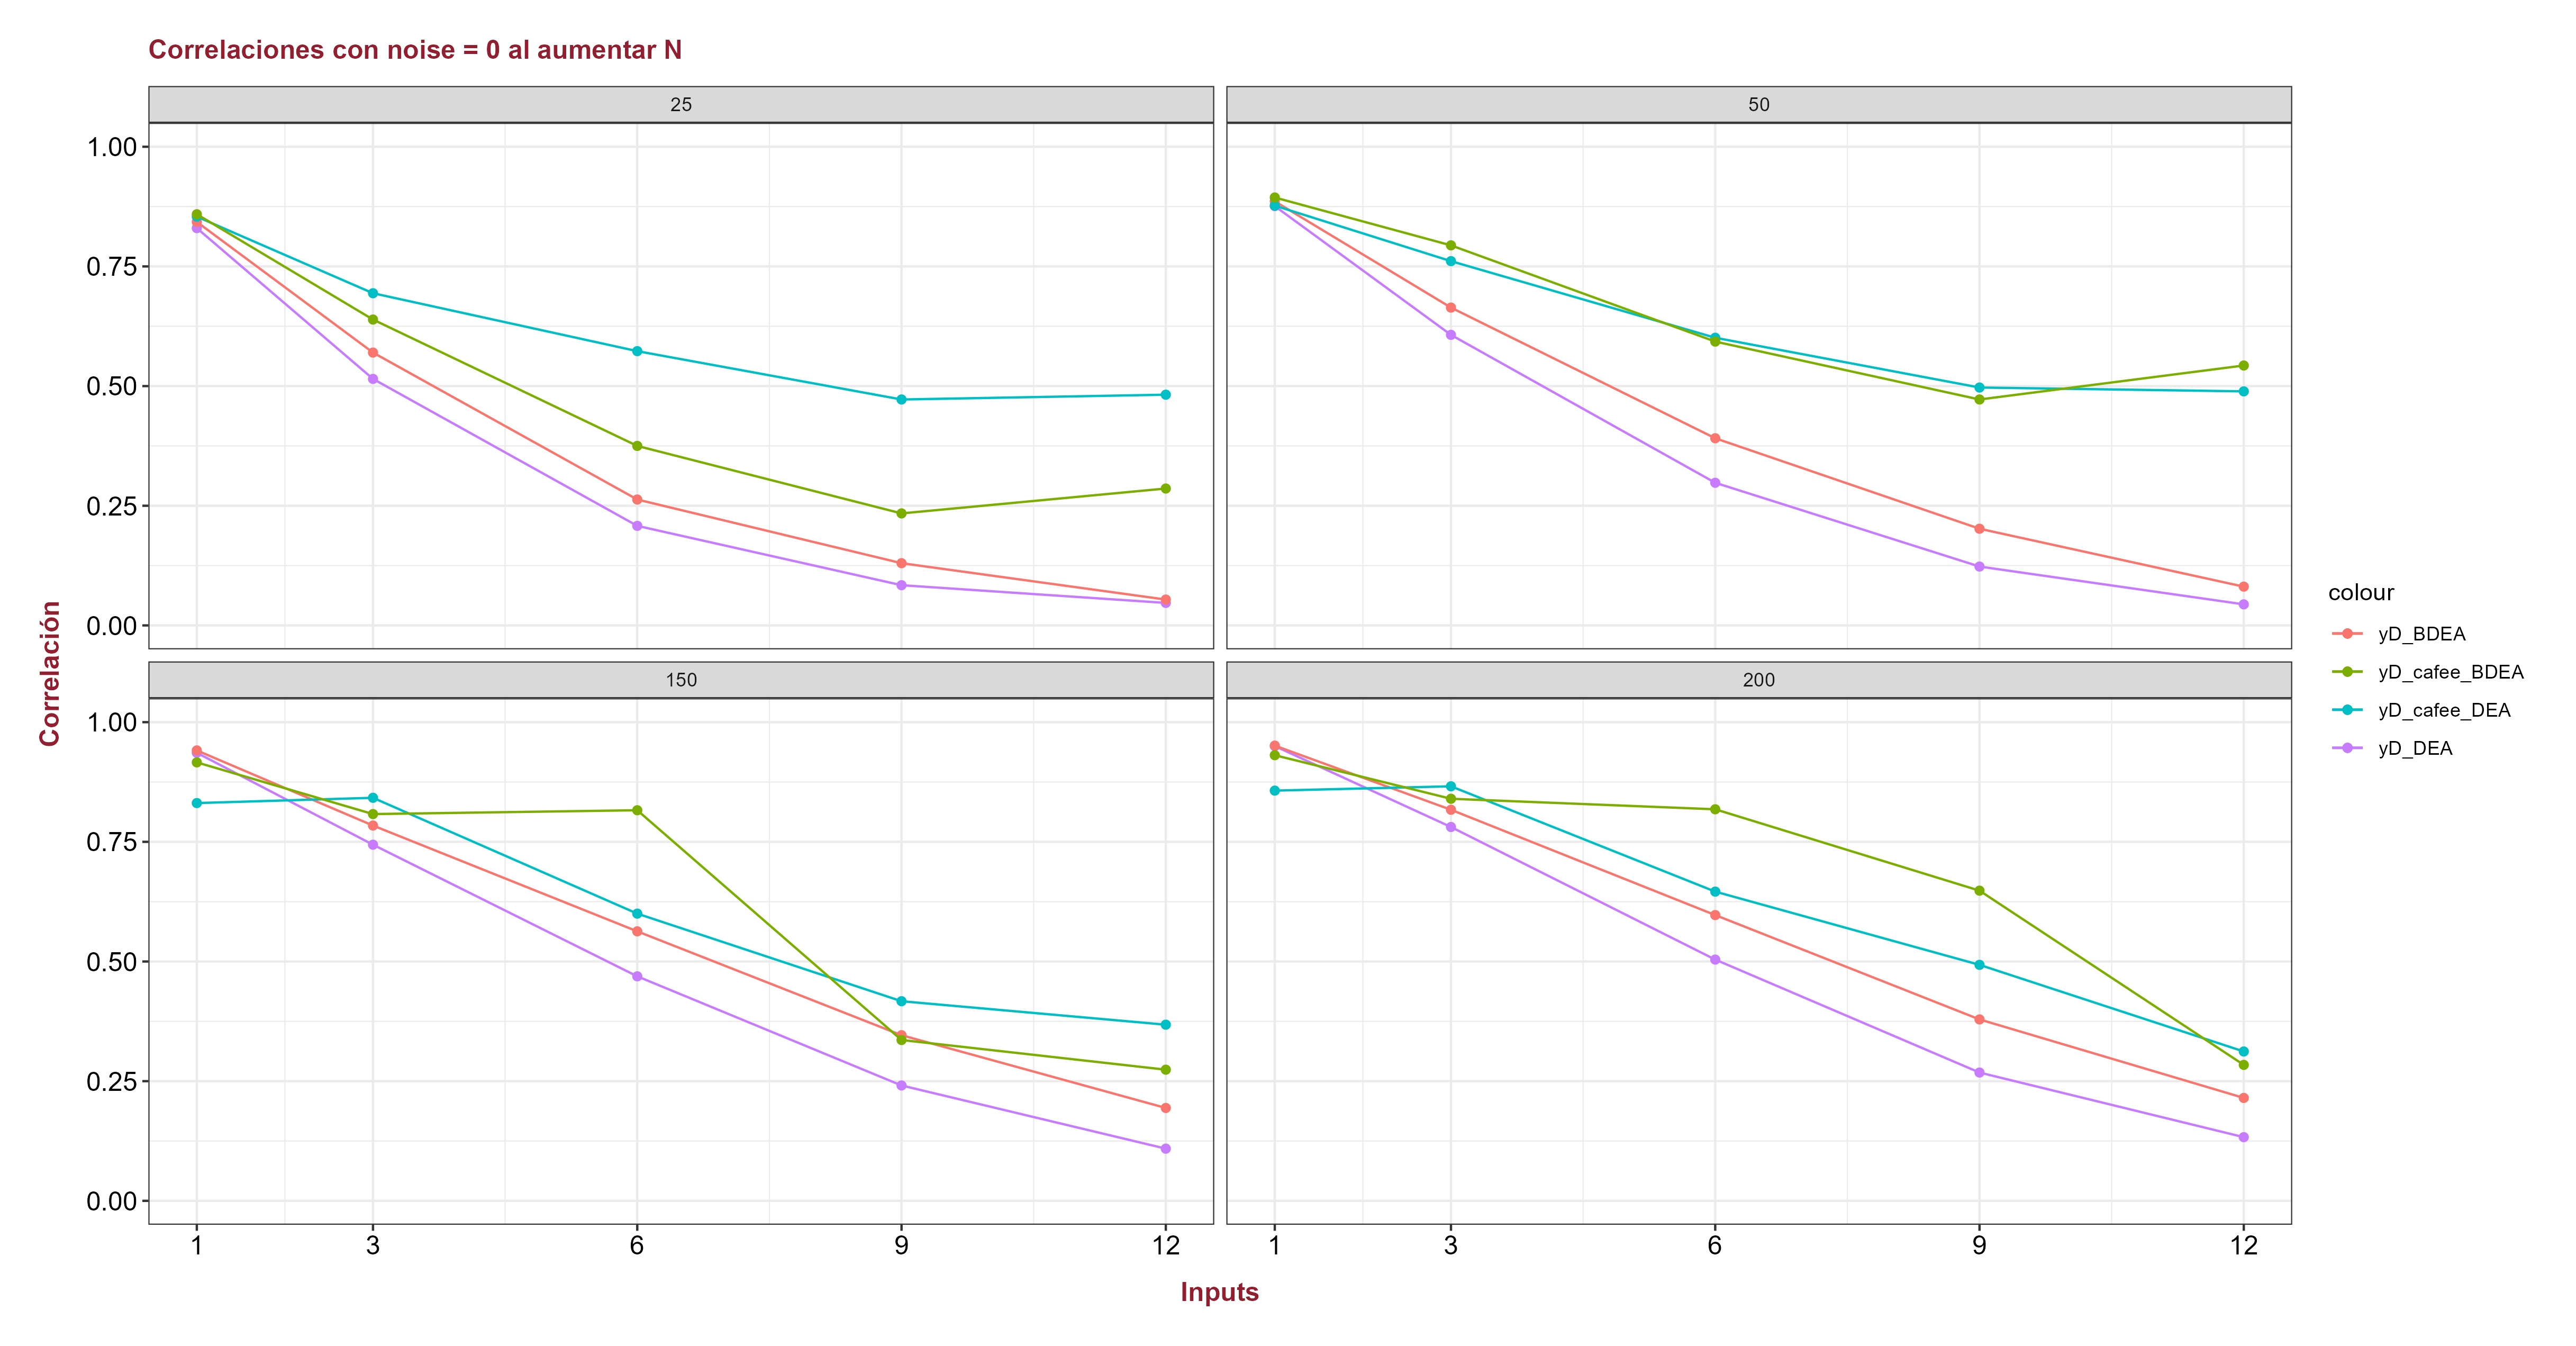 Correlaciones con noise = 0 al aumentar N
25
50
1.00
0.75
0.50
0.25
0.00
150
200
1.00
0.75
0.50
0.25
0.00
1 3 6 9 12
1 3 6 9 12
Correlación
Inputs
colour
yD_BDEA
yD_cafee_BDEA
yD_cafee_DEA
yD_DEA